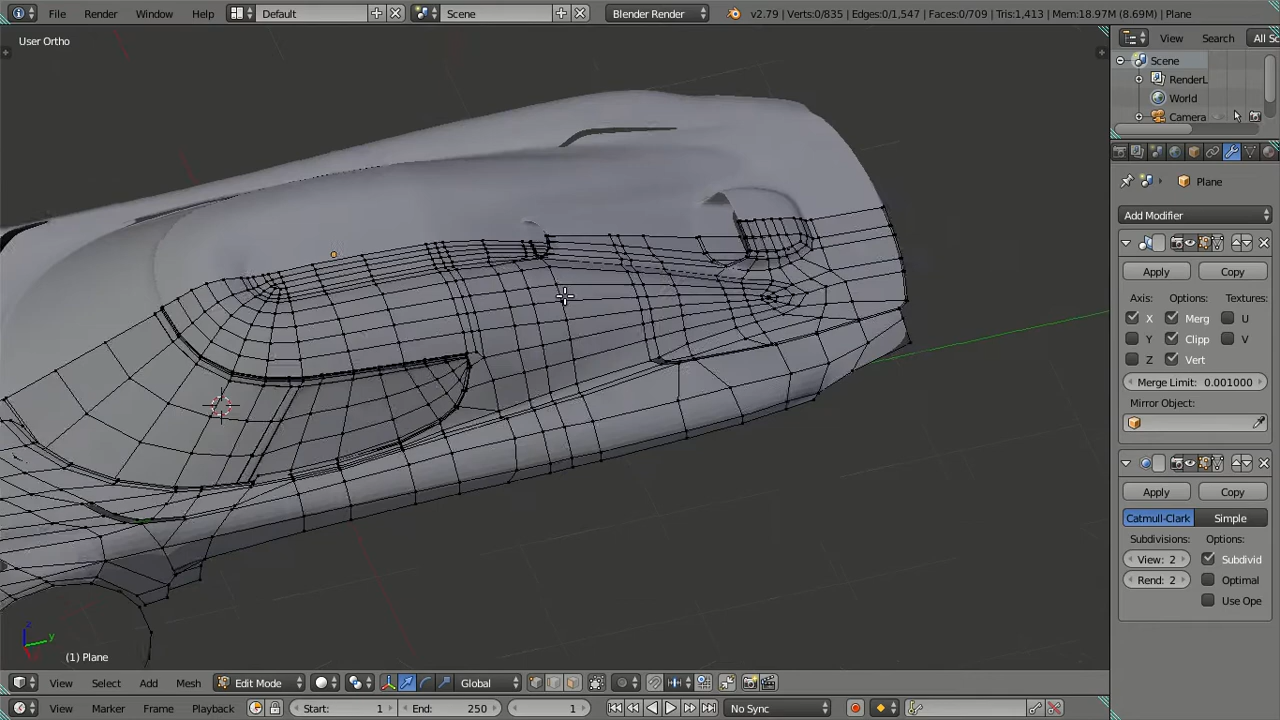 File Render Window Help Default Scene Blender Render v2.79 | Verts:0/835 | Edges:0/1,547 | Faces:0/709 | Tris:1,413 | Mem:18.97M (8.69M) | Plane
User Ortho
View Search All Sc
Scene
RenderL
World
Camera
Plane
Add Modifier
Apply Copy
Axis: Options: Textures:
X Merg U
Y Clipp V
Z Vert
Merge Limit: 0.001000
Mirror Object:
Apply Copy
Catmull-Clark Simple
Subdivisions: Options:
View: 2 Subdivid
Rend: 2 Optimal
Use Ope
z
y
(1) Plane
View Select Add Mesh Edit Mode Global
View Marker Frame Playback Start: 1 End: 250 1 No Sync